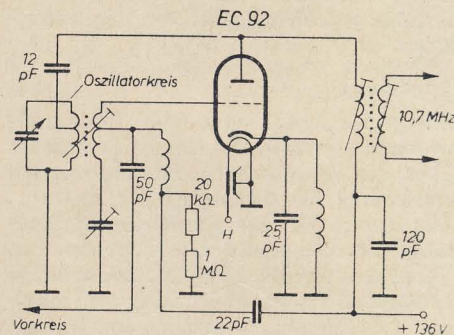 EC 92
12
pF
Oszillatorkreis
10,7 MHz
50
pF
20
kΩ
1
MΩ
H
25
pF
120
pF
22pF
Vorkreis
+ 136 V